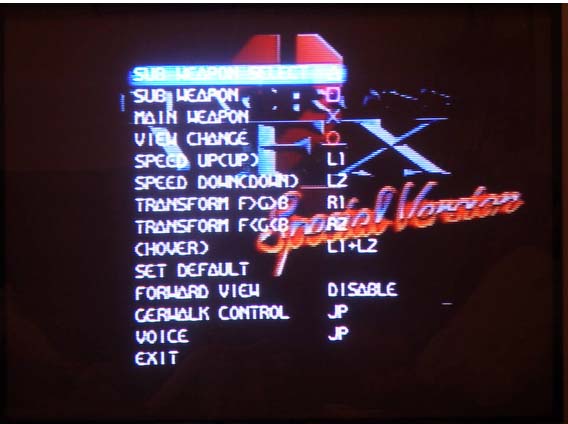 SUB WEAPON SELECT △
SUB WEAPON □
MAIN WEAPON X
VIEW CHANGE O
SPEED UP(UP) L1
SPEED DOWN(DOWN) L2
TRANSFORM F>G>B R1
TRANSFORM F<G<B R2
(HOVER) L1+L2
SET DEFAULT
FORWARD VIEW DISABLE
GERWALK CONTROL JP
VOICE JP
EXIT
Special Version